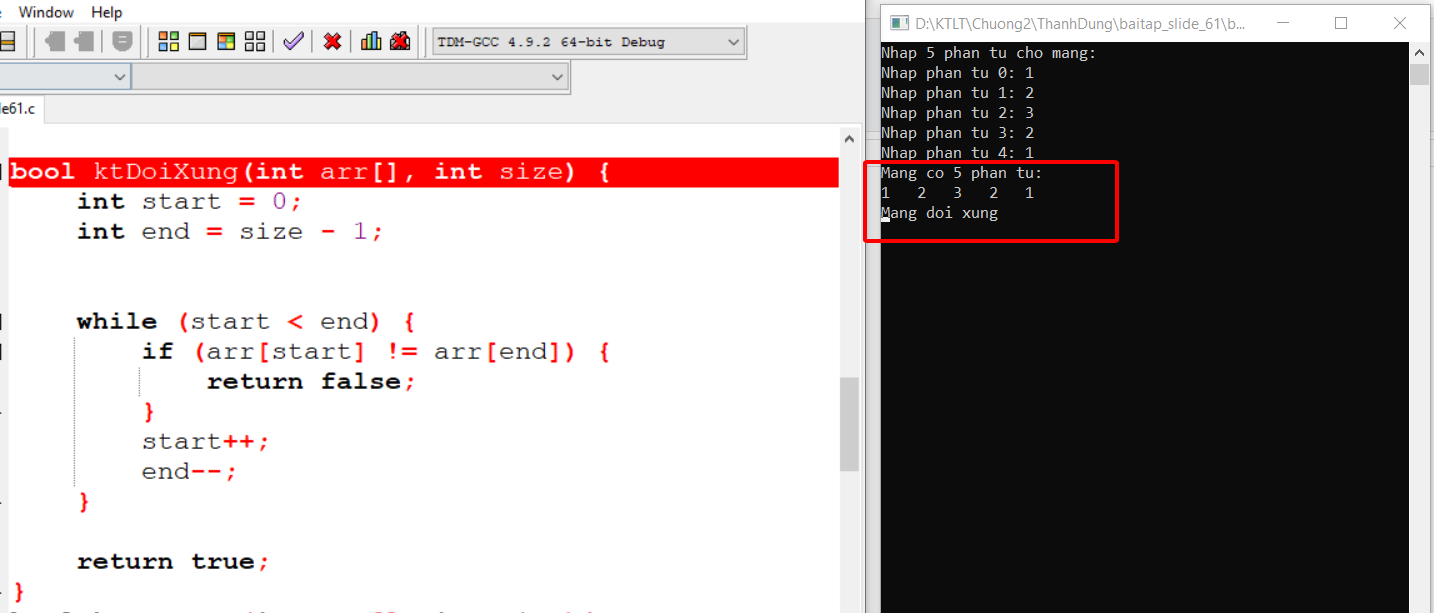 Window Help
TDM-GCC 4.9.2 64-bit Debug
le61.c
bool ktDoiXung(int arr[], int size) {
int start = 0;
int end = size - 1;
while (start < end) {
if (arr[start] != arr[end]) {
return false;
}
start++;
end--;
}
return true;
}
D:\KTLT\Chuong2\ThanhDung\baitap_slide_61\b...
Nhap 5 phan tu cho mang:
Nhap phan tu 0: 1
Nhap phan tu 1: 2
Nhap phan tu 2: 3
Nhap phan tu 3: 2
Nhap phan tu 4: 1
Mang co 5 phan tu:
1 2 3 2 1
Mang doi xung